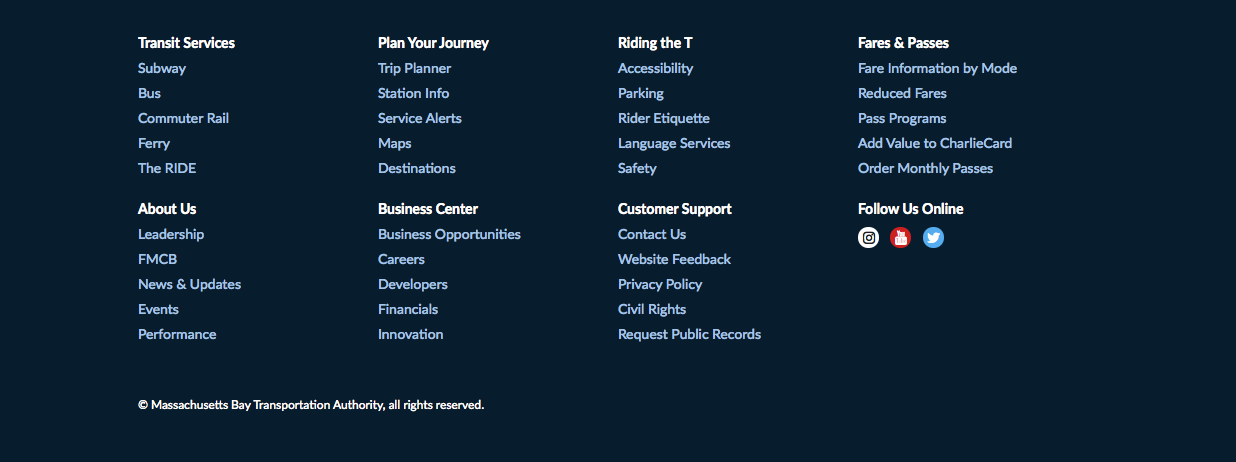 Transit Services
Subway
Bus
Commuter Rail
Ferry
The RIDE
Plan Your Journey
Trip Planner
Station Info
Service Alerts
Maps
Destinations
Riding the T
Accessibility
Parking
Rider Etiquette
Language Services
Safety
Fares & Passes
Fare Information by Mode
Reduced Fares
Pass Programs
Add Value to CharlieCard
Order Monthly Passes
About Us
Leadership
FMCB
News & Updates
Events
Performance
Business Center
Business Opportunities
Careers
Developers
Financials
Innovation
Customer Support
Contact Us
Website Feedback
Privacy Policy
Civil Rights
Request Public Records
Follow Us Online
© Massachusetts Bay Transportation Authority, all rights reserved.